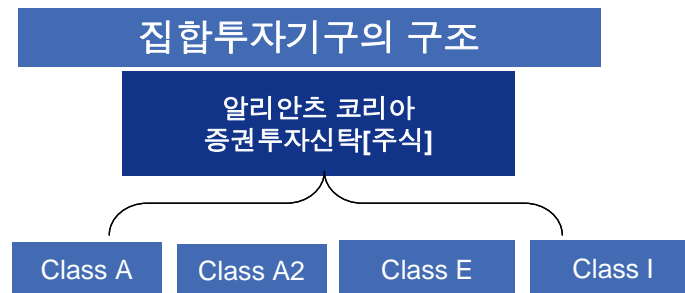 집합투자기구의 구조
알리안츠 코리아
증권투자신탁[주식]
Class A
Class A2
Class E
Class I